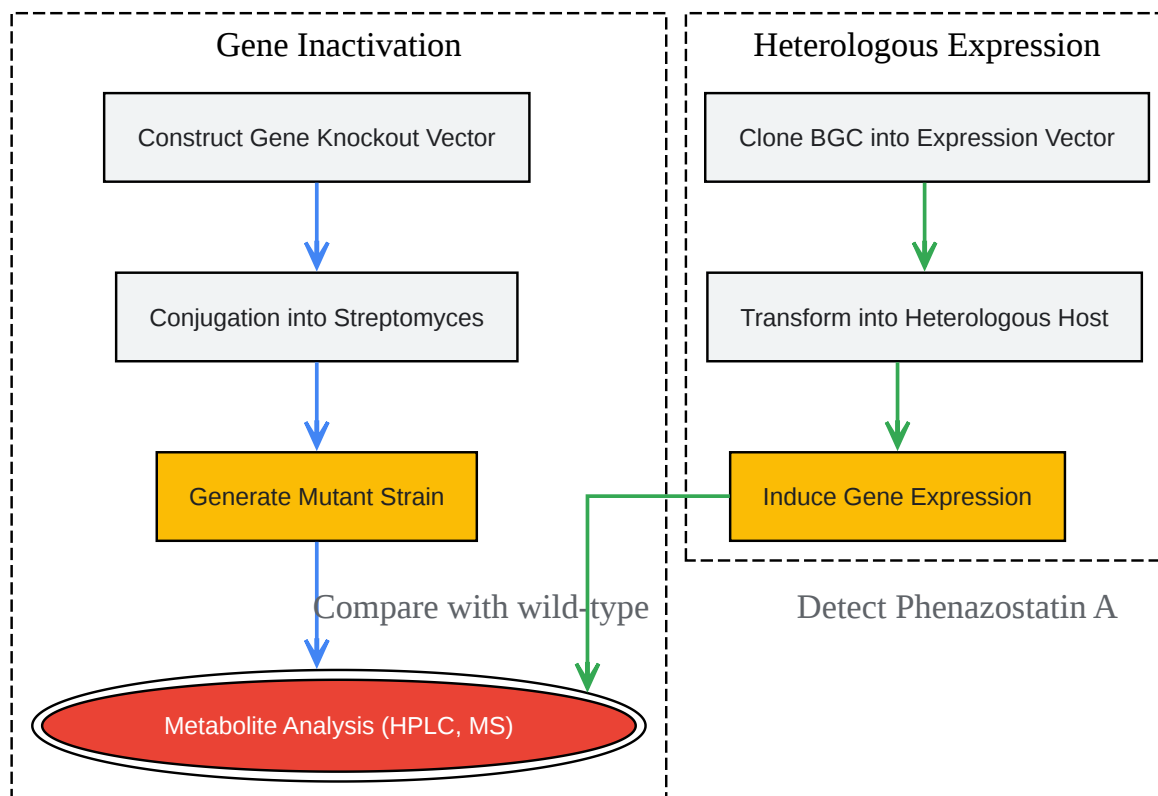 Gene Inactivation
Construct Gene Knockout Vector
Conjugation into Streptomyces
Generate Mutant Strain
Compare with wild-type
Metabolite Analysis (HPLC, MS)
Heterologous Expression
Clone BGC into Expression Vector
Transform into Heterologous Host
Induce Gene Expression
Detect Phenazostatin A